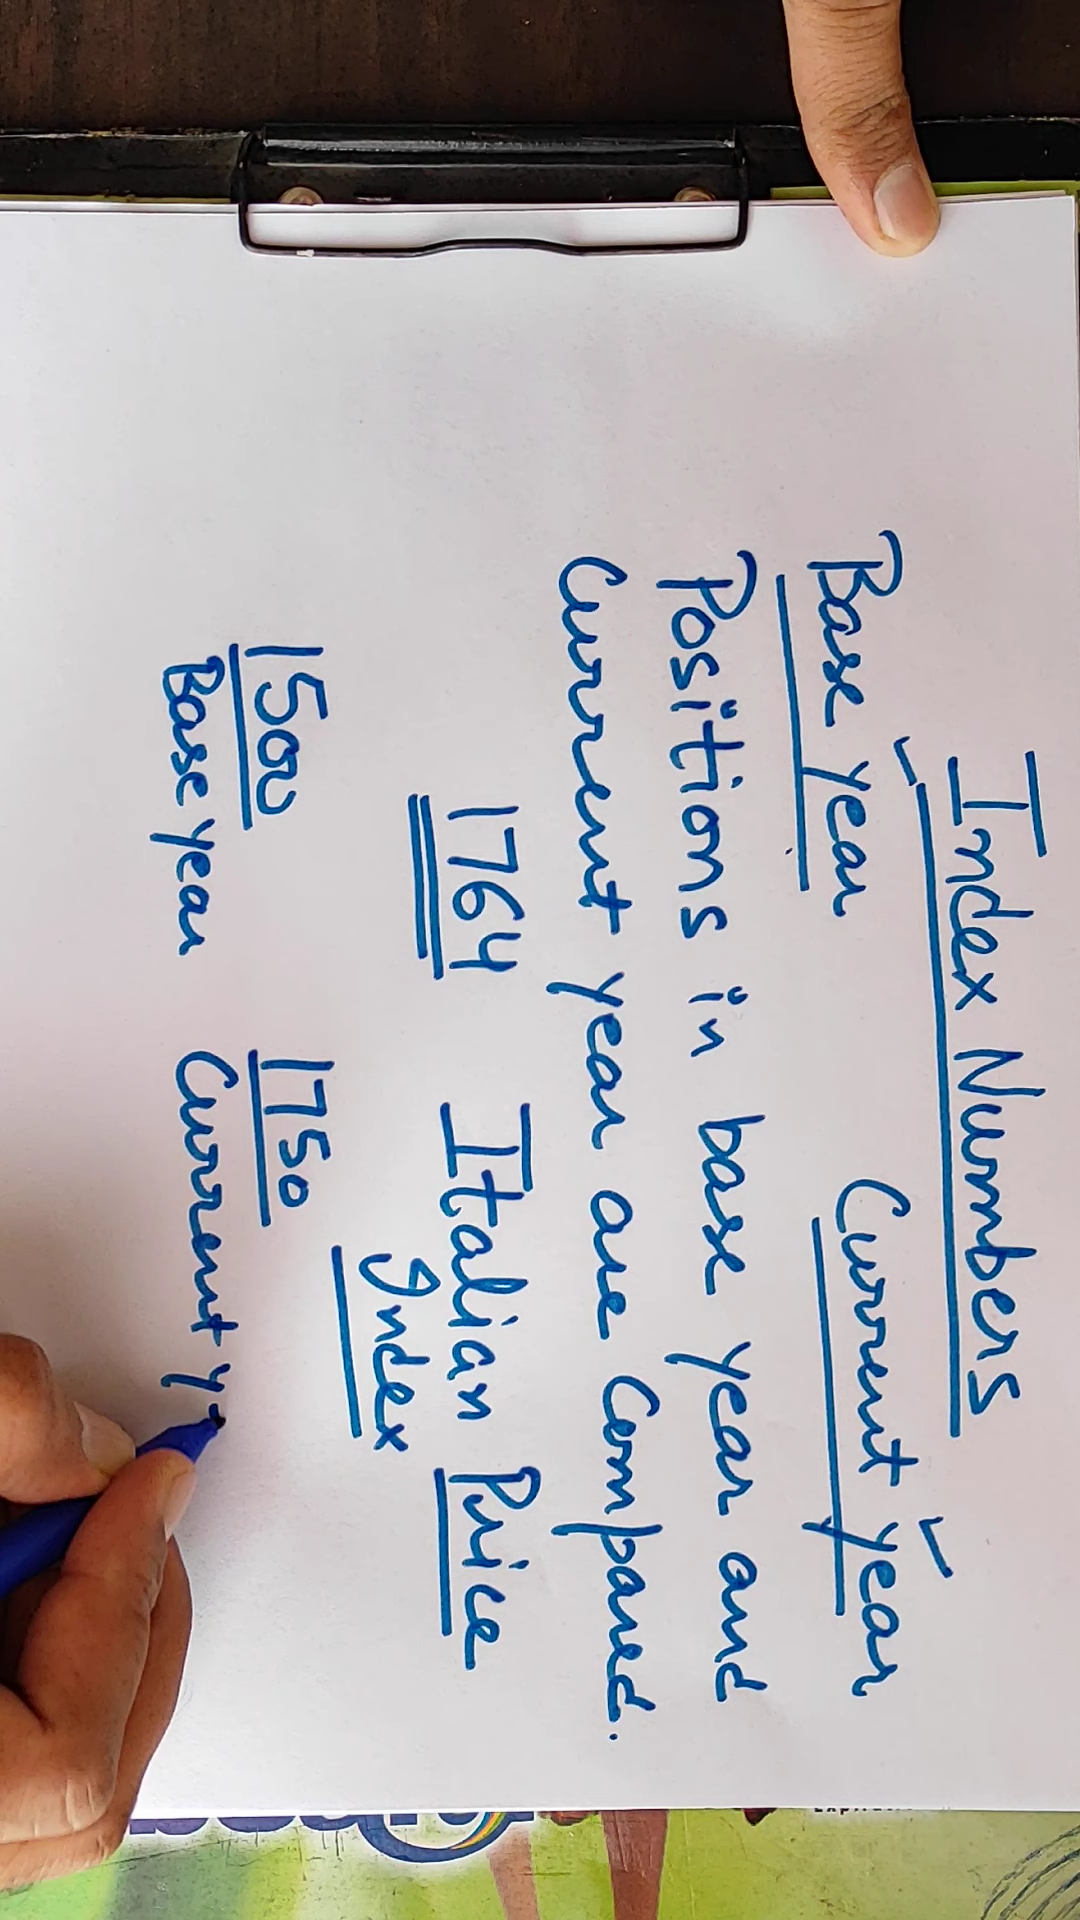 Index Numbers
Base year Current year
Positions in base year and
Current year are Compared.
1764 Italian Price
Index
1500 1750
Base year Current y